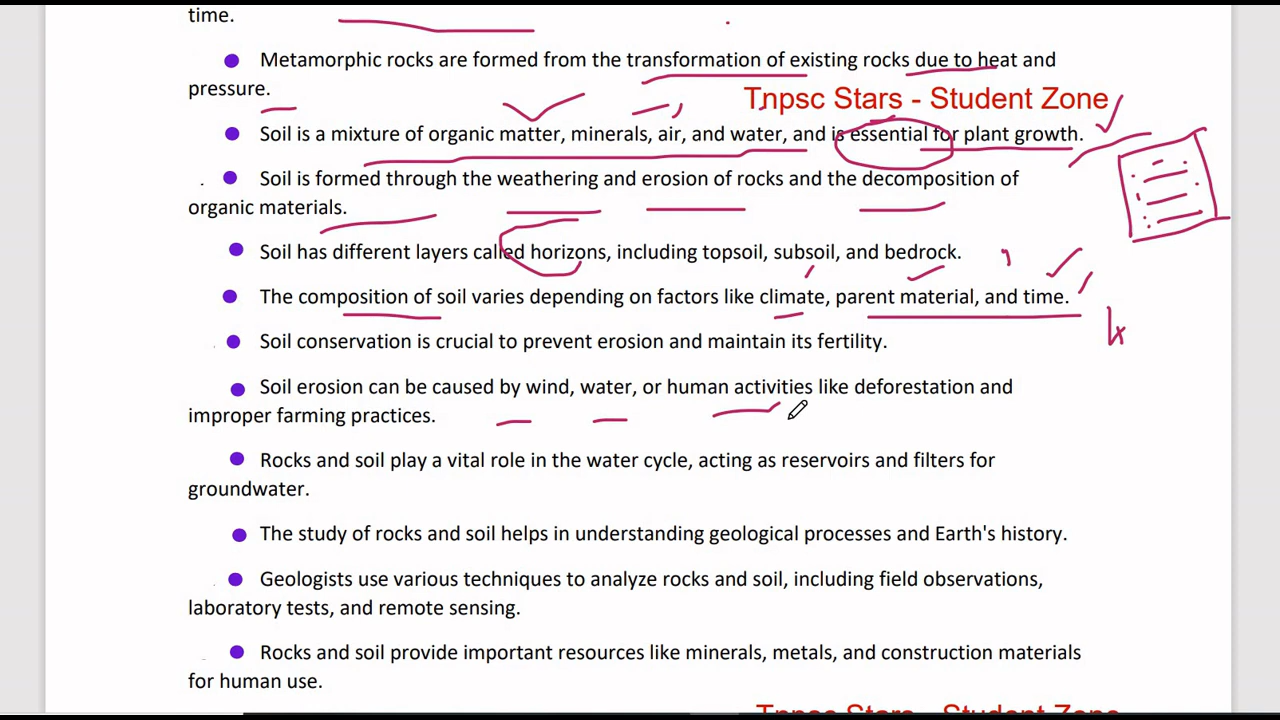 time.
Metamorphic rocks are formed from the transformation of existing rocks due to heat and
pressure.
Tnpsc Stars - Student Zone
Soil is a mixture of organic matter, minerals, air, and water, and is essential for plant growth.
Soil is formed through the weathering and erosion of rocks and the decomposition of
organic materials.
Soil has different layers called horizons, including topsoil, subsoil, and bedrock.
The composition of soil varies depending on factors like climate, parent material, and time.
Soil conservation is crucial to prevent erosion and maintain its fertility.
Soil erosion can be caused by wind, water, or human activities like deforestation and
improper farming practices.
Rocks and soil play a vital role in the water cycle, acting as reservoirs and filters for
groundwater.
The study of rocks and soil helps in understanding geological processes and Earth's history.
Geologists use various techniques to analyze rocks and soil, including field observations,
laboratory tests, and remote sensing.
Rocks and soil provide important resources like minerals, metals, and construction materials
for human use.
Tnpsc Stars - Student Zone